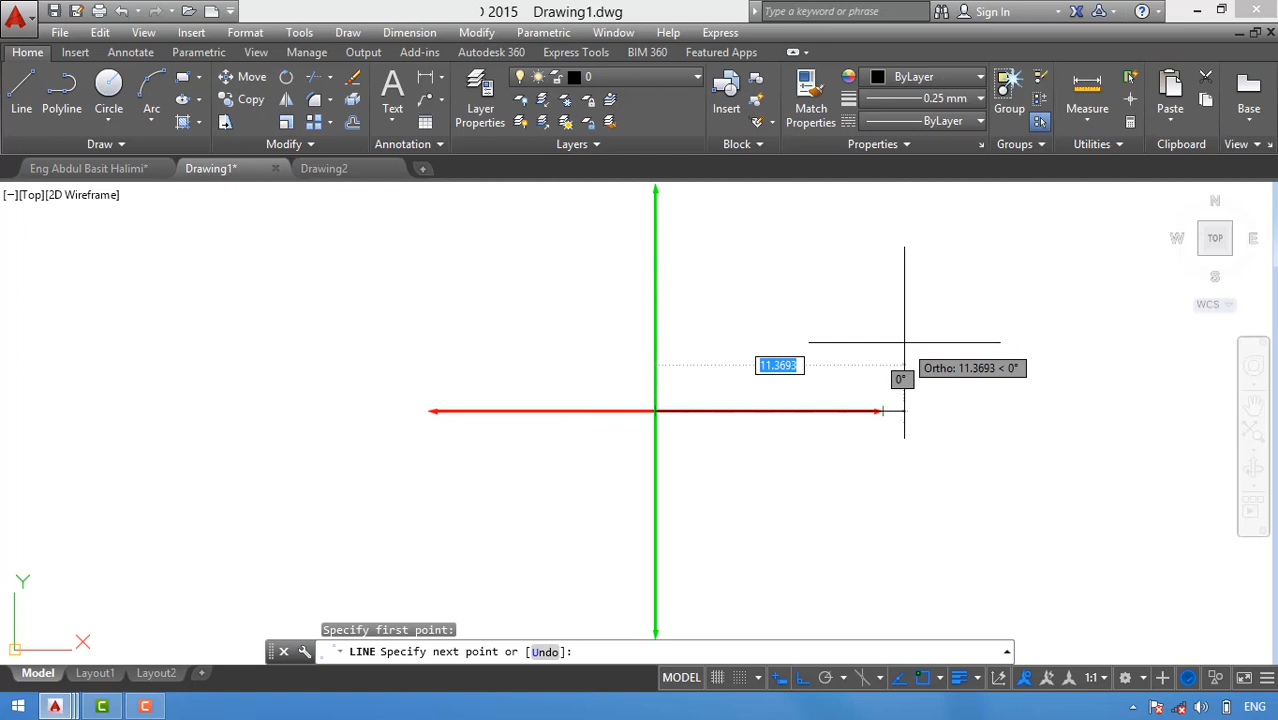 2015 Drawing1.dwg
Type a keyword or phrase
Sign In
File Edit View Insert Format Tools Draw Dimension Modify Parametric Window Help Express
Home Insert Annotate Parametric View Manage Output Add-ins Autodesk 360 Express Tools BIM 360 Featured Apps
Line Polyline Circle Arc
Move
Copy
Text
Layer Properties
0
Insert
Match Properties
ByLayer
0.25 mm
ByLayer
Group
Measure
Paste
Base
Draw Modify Annotation Layers Block Properties Groups Utilities Clipboard View
Eng Abdul Basit Halimi* Drawing1* Drawing2
[−][Top][2D Wireframe]
N
W TOP E
S
WCS
11.3693
Ortho: 11.3693 < 0°
0°
Y
X
Specify first point:
LINE Specify next point or [Undo]:
Model Layout1 Layout2
MODEL
1:1
ENG